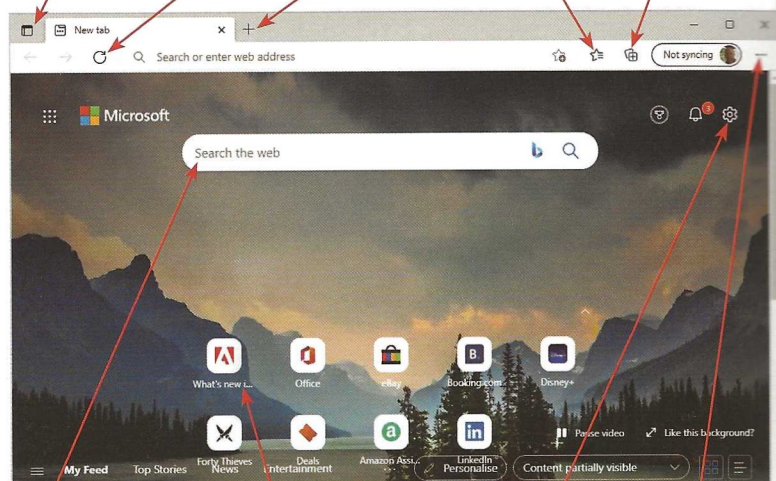 New tab
Search or enter web address
Not syncing
Microsoft
3
Search the web
What's new i...
Office
eBay
B.
Booking.com
Disney+
Forty Thieves
Deals
a
Amazon Assi...
in
LinkedIn
Pause video
Like this background?
My Feed
Top Stories
News
Entertainment
...
Personalise
Content partially visible